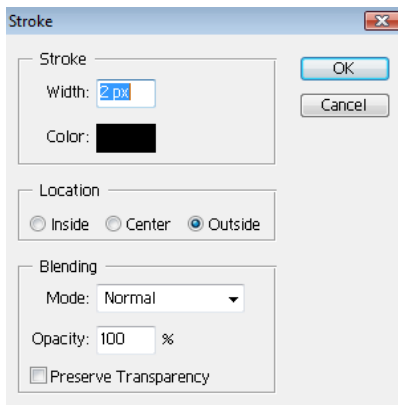 Stroke
Stroke
OK
Width: 2 px
Cancel
Color:
Location
Inside Center Outside
Blending
Mode: Normal
Opacity: 100 %
Preserve Transparency